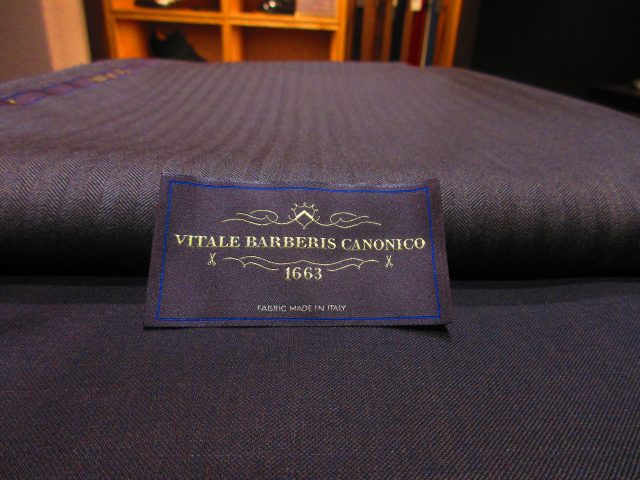 VITALE BARBERIS CANONICO
1663
FABRIC MADE IN ITALY